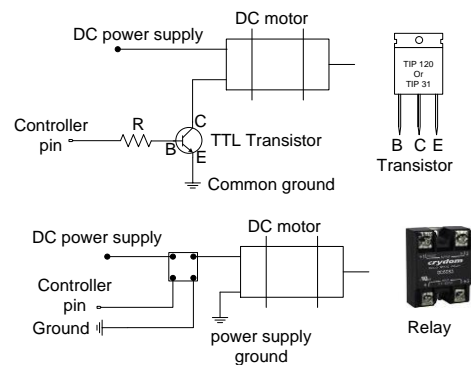 DC motor
DC power supply
TIP 120
Or
TIP 31
Controller
pin
R
C
B
E
TTL Transistor
Common ground
B C E
Transistor
DC motor
DC power supply
Controller
pin
Ground
power supply
ground
crydom
Relay